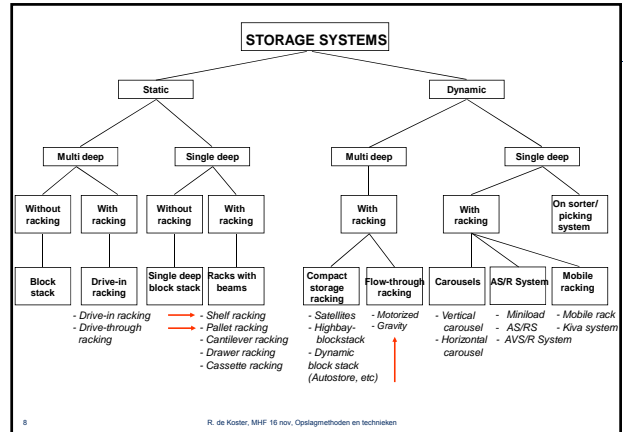 STORAGE SYSTEMS
Static
Dynamic
Multi deep
Single deep
Multi deep
Single deep
Without
racking
With
racking
Without
racking
With
racking
With
racking
With
racking
On sorter/
picking
system
Block
stack
Drive-in
racking
Single deep
block stack
Racks with
beams
Compact
storage
racking
Flow-through
racking
Carousels
AS/R System
Mobile
racking
- Drive-in racking
- Drive-through
racking
- Shelf racking
- Pallet racking
- Cantilever racking
- Drawer racking
- Cassette racking
- Satellites
- Highbay-
blockstack
- Dynamic
block stack
(Autostore, etc)
- Motorized
- Gravity
- Vertical
carousel
- Horizontal
carousel
- Miniload
- AS/RS
- AVS/R System
- Mobile rack
- Kiva system
8
R. de Koster, MHF 16 nov, Opslagmethoden en technieken